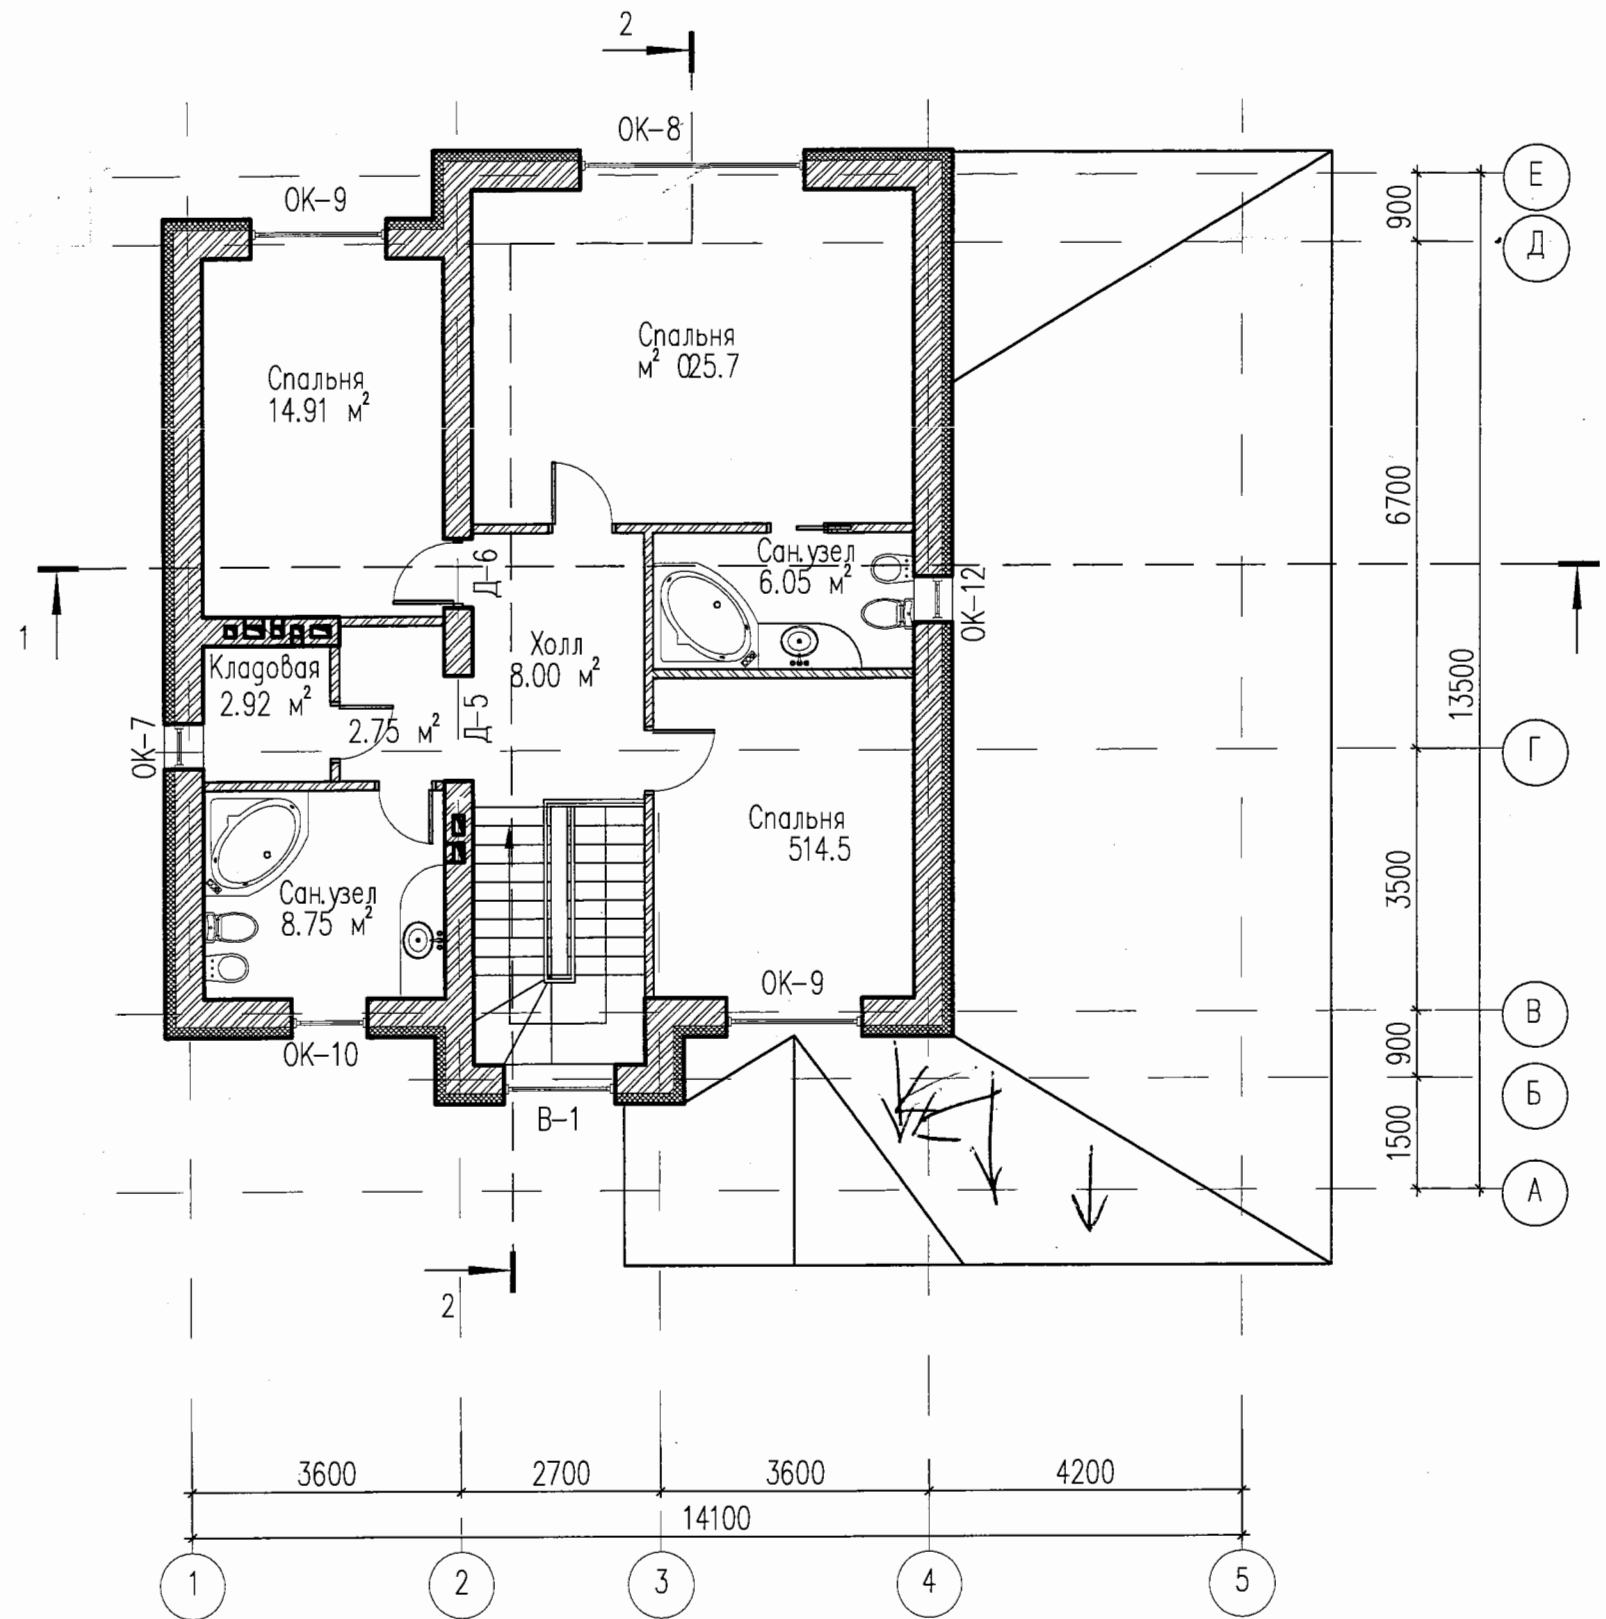 2
ОК-8
ОК-9
Е
900
Д
Спальня
м² 025.7
Спальня
14.91 м²
6700
Сан.узел
6.05 м²
Д-6
ОК-12
1
Холл
8.00 м²
Кладовая
2.92 м²
13500
ОК-7
2.75 м²
Д-5
Г
Спальня
514.5
3500
Сан.узел
8.75 м²
ОК-9
В
ОК-10
900
Б
В-1
1500
А
2
3600
2700
3600
4200
14100
1
2
3
4
5